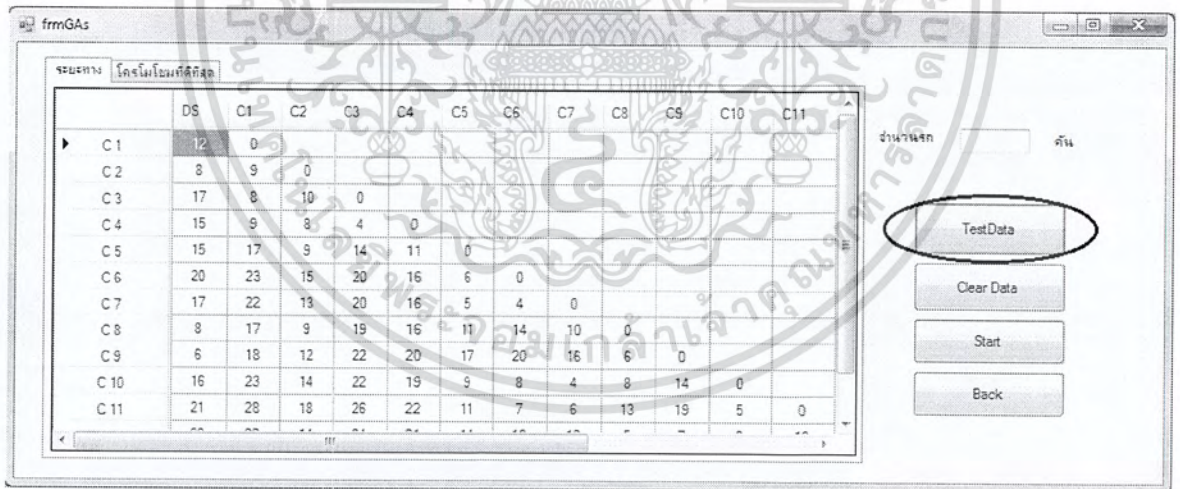 frmGAs
ระยะทาง โครโมโซมที่ดีที่สุด
DS C1 C2 C3 C4 C5 C6 C7 C8 C9 C10 C11
C 1 12 0
C 2 8 9 0
C 3 17 8 10 0
C 4 15 9 8 4 0
C 5 15 17 9 14 11 0
C 6 20 23 15 20 16 6 0
C 7 17 22 13 20 16 5 4 0
C 8 8 17 9 19 16 11 14 10 0
C 9 6 18 12 22 20 17 20 16 6 0
C 10 16 23 14 22 19 9 8 4 8 14 0
C 11 21 28 18 26 22 11 7 6 13 19 5 0
จำนวนรถ คัน
TestData
Clear Data
Start
Back